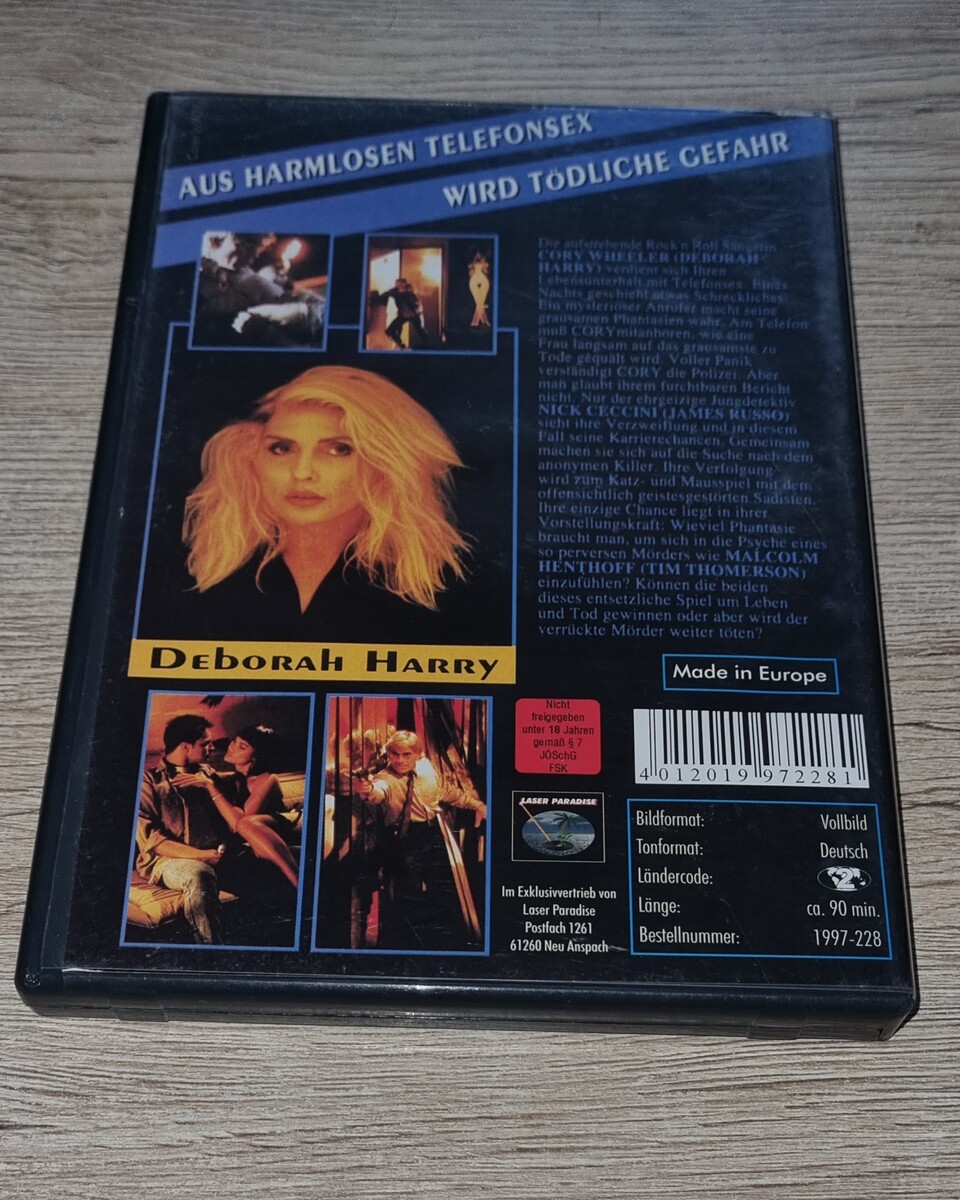 AUS HARMLOSEN TELEFONSEX
WIRD TÖDLICHE GEFAHR
Die aufstrebende Rock'n Roll Sängerin
CORY WHEELER (DEBORAH
HARRY) verdient sich Ihren
Lebensunterhalt mit Telefonsex. Eines
Nachts geschieht etwas Schreckliches.
Ein mysteriöser Anrufer macht seine
grausamen Phantasien wahr. Am Telefon
muß CORY mitanhören, wie eine
Frau langsam auf das grausamste zu
Tode gequält wird. Voller Panik
verständigt CORY die Polizei. Aber
man glaubt ihrem furchtbaren Bericht
nicht. Nur der ehrgeizige Jungdetektiv
NICK CECCINI (JAMES RUSSO)
sieht ihre Verzweiflung und in diesem
Fall seine Karrierechancen. Gemeinsam
machen sie sich auf die Suche nach dem
anonymen Killer. Ihre Verfolgung
wird zum Katz- und Mausspiel mit dem
offensichtlich geistesgestörten Sadisten.
Ihre einzige Chance liegt in ihrer
Vorstellungskraft: Wieviel Phantasie
braucht man, um sich in die Psyche eines
so perversen Mörders wie MALCOLM
HENTHOFF (TIM THOMERSON)
einzufühlen? Können die beiden
dieses entsetzliche Spiel um Leben
und Tod gewinnen oder aber wird der
verrückte Mörder weiter töten?
DEBORAH HARRY
Made in Europe
Nicht
freigegeben
unter 18 Jahren
gemäß § 7
JÖSchG
FSK
4 012019 972281
LASER PARADISE
Im Exklusivvertrieb von
Laser Paradise
Postfach 1261
61260 Neu Anspach
Bildformat: Vollbild
Tonformat: Deutsch
Ländercode: 2
Länge: ca. 90 min.
Bestellnummer: 1997-228